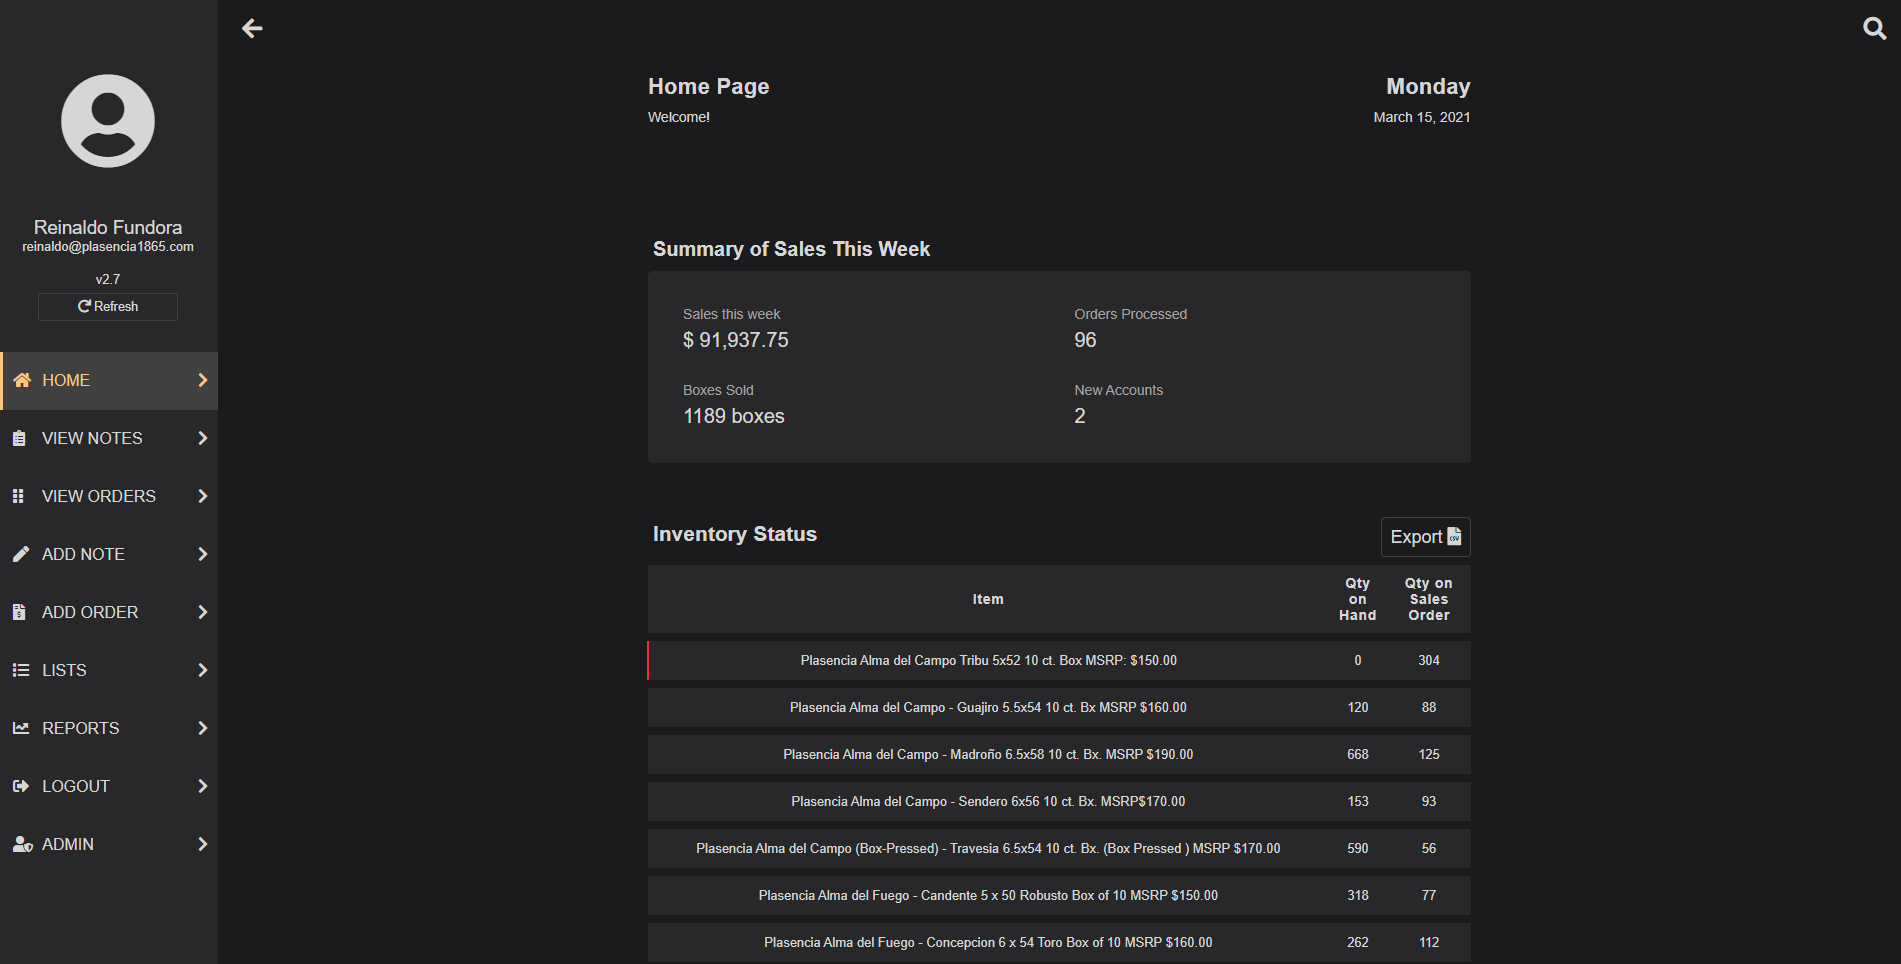 Reinaldo Fundora
reinaldo@plasencia1865.com
v2.7
Refresh
HOME
VIEW NOTES
VIEW ORDERS
ADD NOTE
ADD ORDER
LISTS
REPORTS
LOGOUT
ADMIN
Home Page
Monday
Welcome!
March 15, 2021
Summary of Sales This Week
Sales this week
$ 91,937.75
Orders Processed
96
Boxes Sold
1189 boxes
New Accounts
2
Inventory Status
Export
Item
Qty on Hand
Qty on Sales Order
Plasencia Alma del Campo Tribu 5x52 10 ct. Box MSRP: $150.00 0 304
Plasencia Alma del Campo - Guajiro 5.5x54 10 ct. Bx MSRP $160.00 120 88
Plasencia Alma del Campo - Madroño 6.5x58 10 ct. Bx. MSRP $190.00 668 125
Plasencia Alma del Campo - Sendero 6x56 10 ct. Bx. MSRP$170.00 153 93
Plasencia Alma del Campo (Box-Pressed) - Travesia 6.5x54 10 ct. Bx. (Box Pressed ) MSRP $170.00 590 56
Plasencia Alma del Fuego - Candente 5 x 50 Robusto Box of 10 MSRP $150.00 318 77
Plasencia Alma del Fuego - Concepcion 6 x 54 Toro Box of 10 MSRP $160.00 262 112